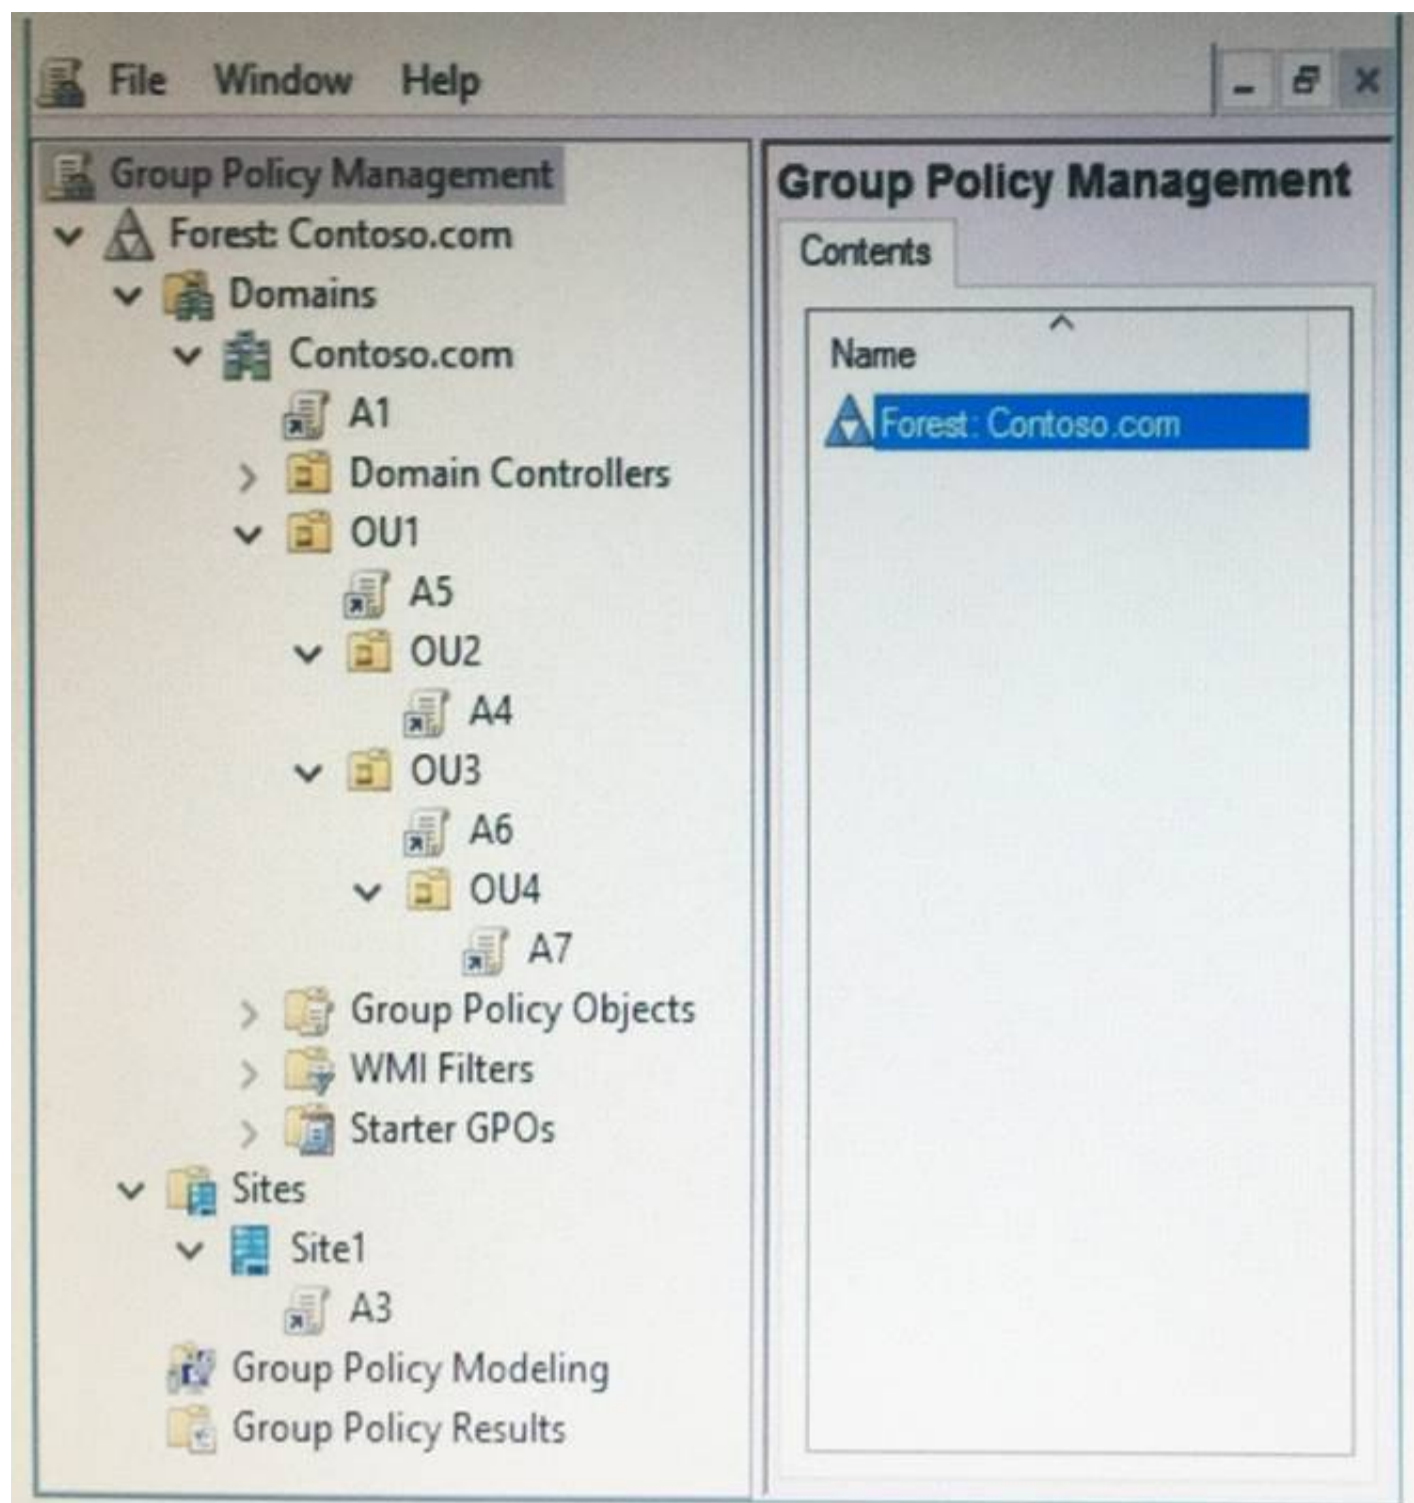 File Window Help
Group Policy Management
Forest: Contoso.com
Domains
Contoso.com
A1
Domain Controllers
OU1
A5
OU2
A4
OU3
A6
OU4
A7
Group Policy Objects
WMI Filters
Starter GPOs
Sites
Site1
A3
Group Policy Modeling
Group Policy Results
Group Policy Management
Contents
Name
Forest: Contoso.com